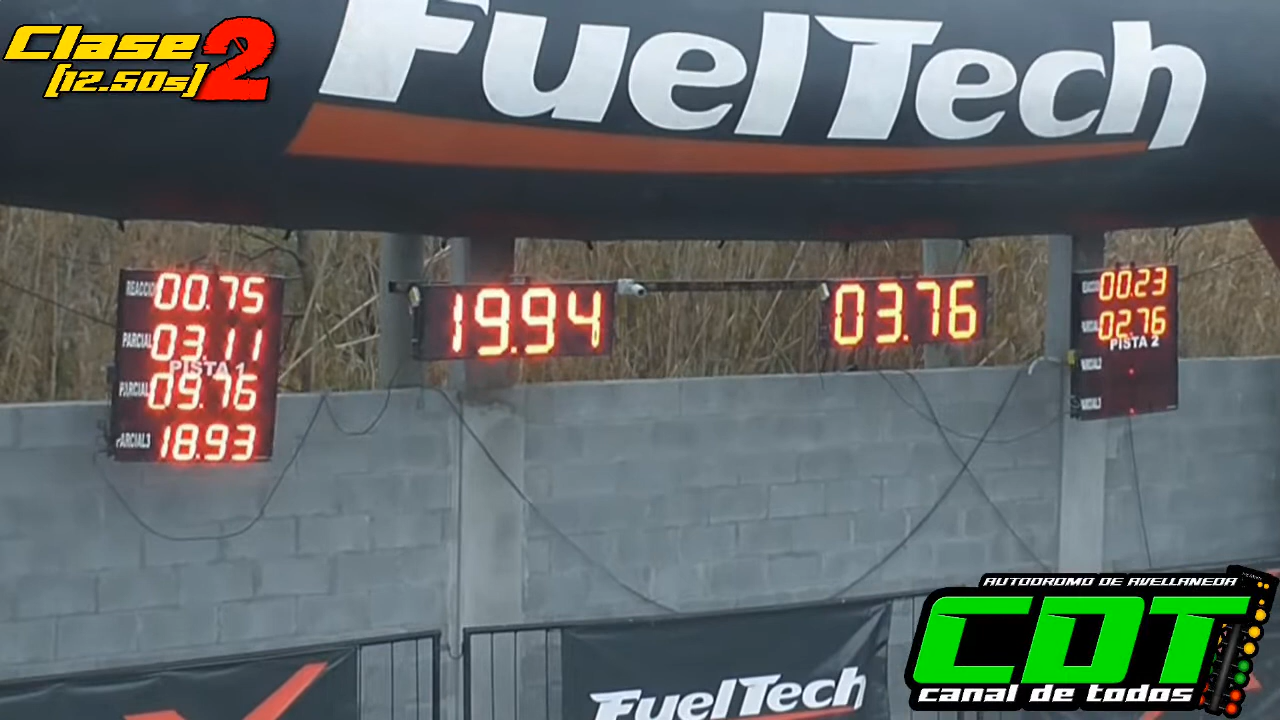 Clase 2
[12.50s]
FuelTech
REACCIO 00.75
PARCIAL 03.11
PISTA 1
PARCIAL 09.76
PARCIAL3 18.93
19.94
03.76
00.23
02.76
PISTA 2
FuelTech
AUTODROMO DE AVELLANEDA
CDT
canal de todos